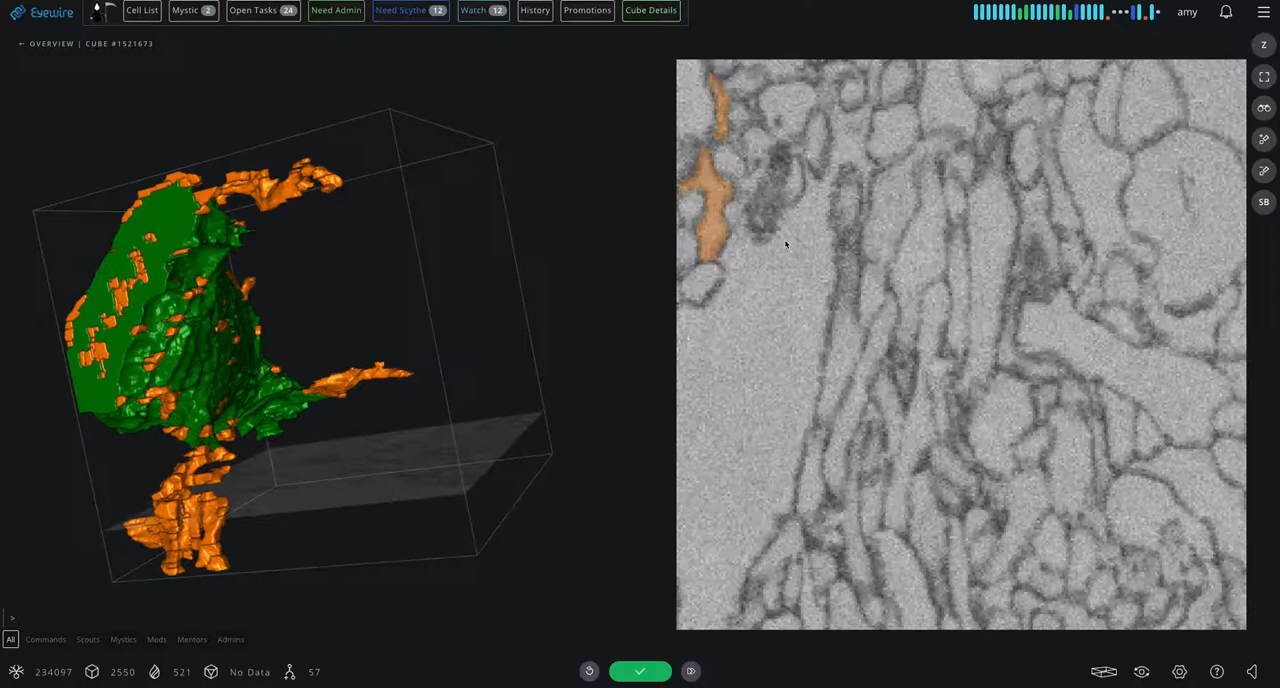 Eyewire Cell List Mystic 2 Open Tasks 24 Need Admin Need Scythe 12 Watch 12 History Promotions Cube Details amy
← OVERVIEW | CUBE #1521673
Z
SB
>
All Commands Scouts Mystics Mods Mentors Admins
234097 2550 521 No Data 57